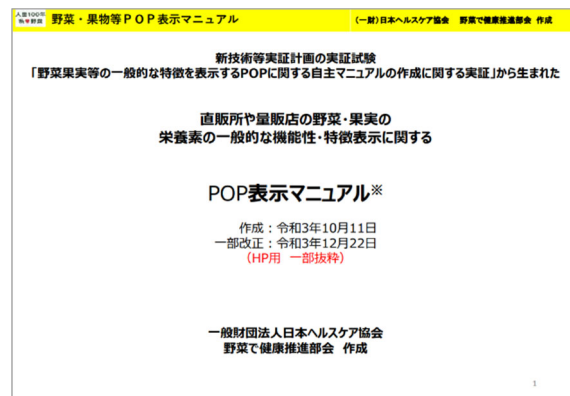 人生100年
野菜・果物等POP表示マニュアル
(一財)日本ヘルスケア協会 野菜で健康推進部会 作成
新技術等実証計画の実証試験
「野菜果実等の一般的な特徴を表示するPOPに関する自主マニュアルの作成に関する実証」から生まれた
直販所や量販店の野菜・果実の
栄養素の一般的な機能性・特徴表示に関する
POP表示マニュアル※
作成:令和3年10月11日
一部改正:令和3年12月22日
(HP用 一部抜粋)
一般財団法人日本ヘルスケア協会
野菜で健康推進部会 作成
1